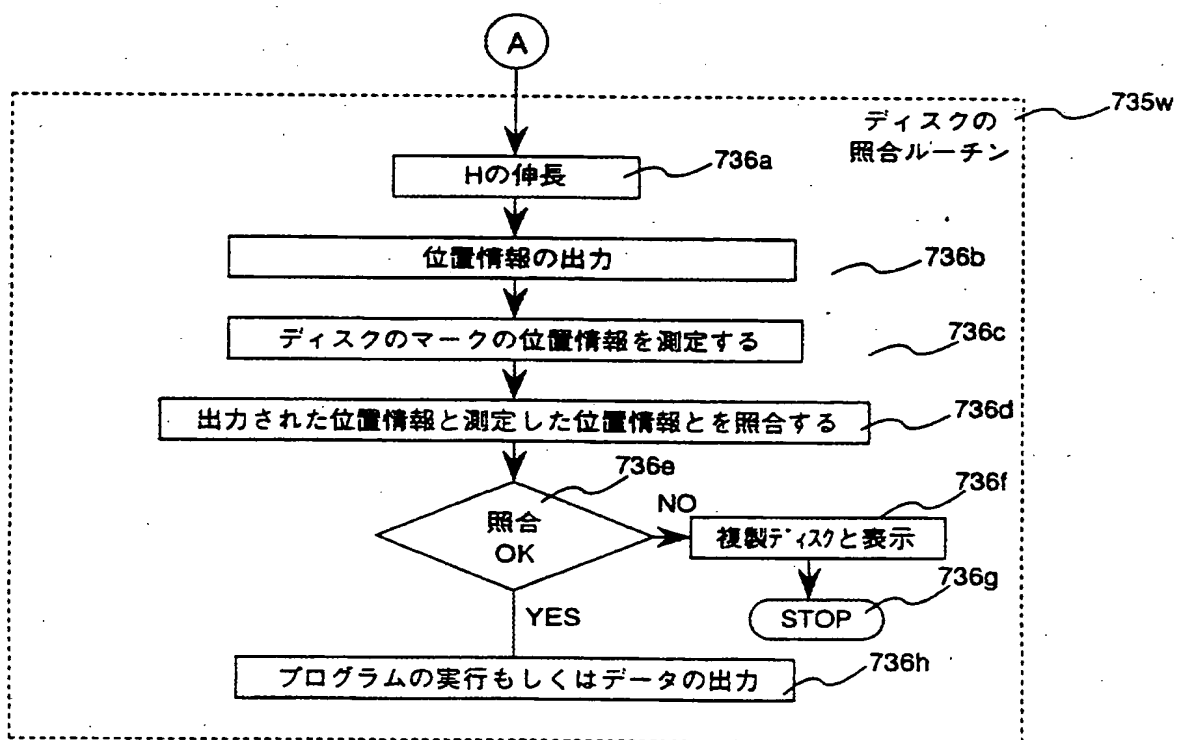 A
735w
ディスクの
照合ルーチン
736a
Hの伸長
位置情報の出力
736b
ディスクのマークの位置情報を測定する
736c
出力された位置情報と測定した位置情報とを照合する
736d
736e
照合
OK
NO
736f
複製ディスクと表示
736g
STOP
YES
プログラムの実行もしくはデータの出力
736h